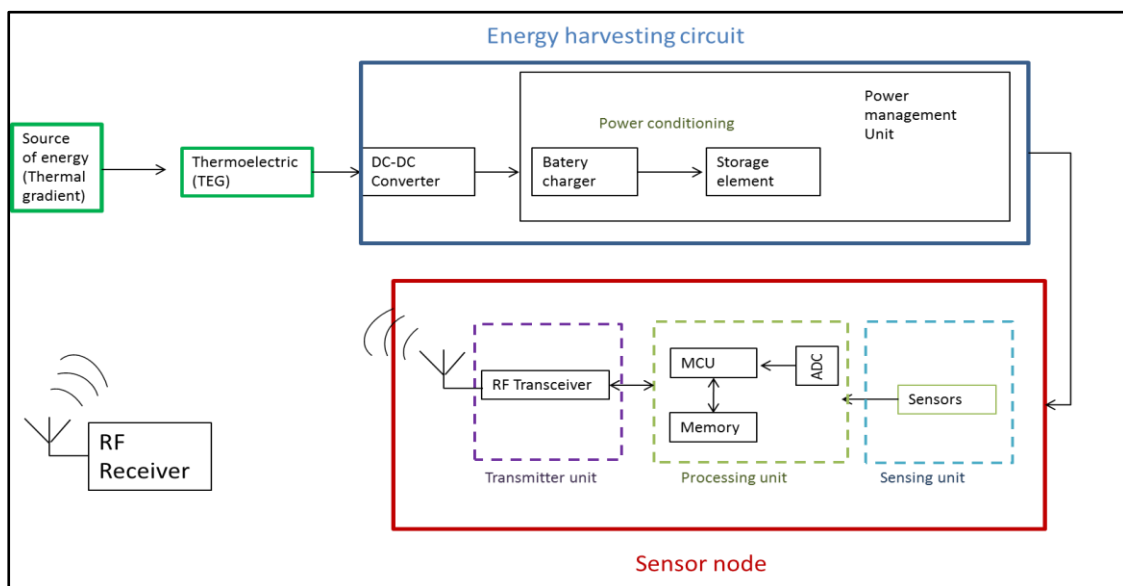 Energy harvesting circuit
Source
of energy
(Thermal
gradient)
Thermoelectric
(TEG)
DC-DC
Converter
Power conditioning
Batery
charger
Storage
element
Power
management
Unit
RF
Receiver
RF Transceiver
Transmitter unit
MCU
ADC
Memory
Processing unit
Sensors
Sensing unit
Sensor node